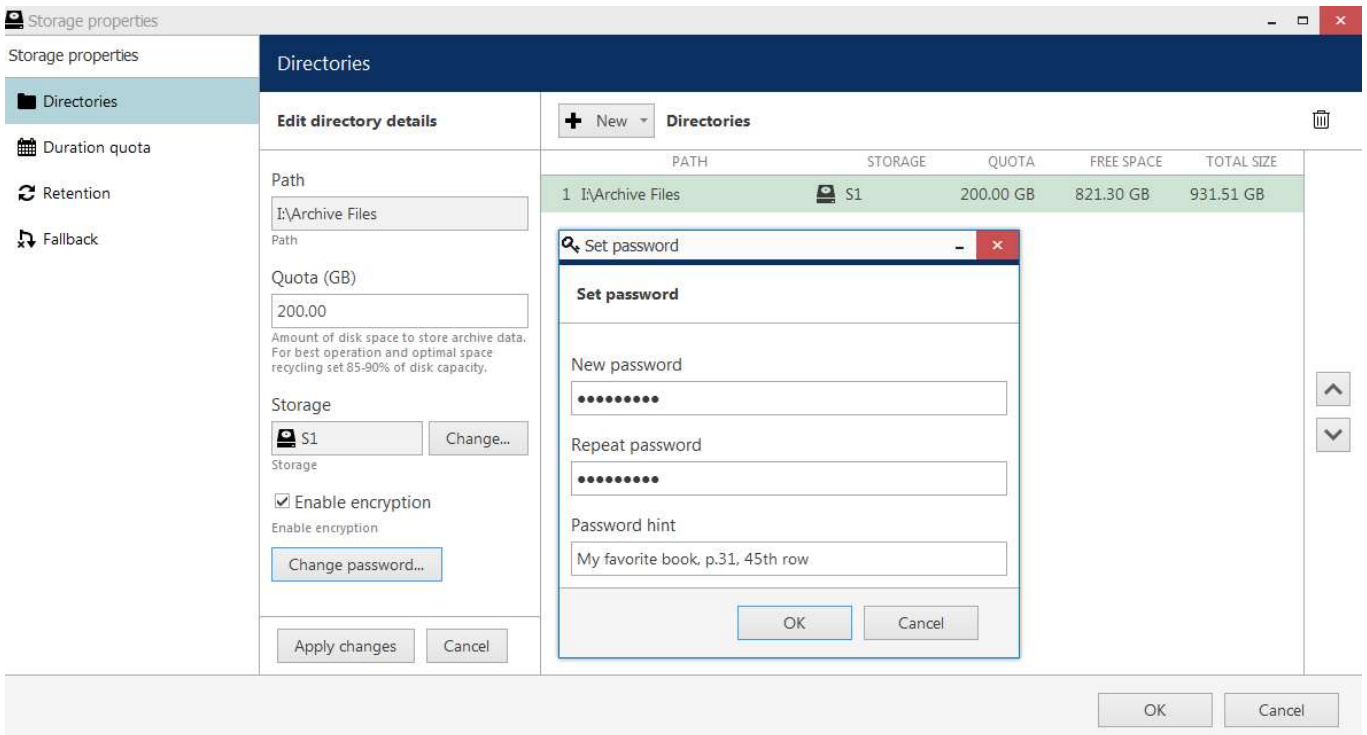 Storage properties
Storage properties
Directories
Duration quota
Retention
Fallback
Directories
Edit directory details
Path
I:\Archive Files
Path
Quota (GB)
200.00
Amount of disk space to store archive data.
For best operation and optimal space
recycling set 85-90% of disk capacity.
Storage
S1
Change...
Storage
Enable encryption
Enable encryption
Change password...
Apply changes
Cancel
New
Directories
PATH STORAGE QUOTA FREE SPACE TOTAL SIZE
1 I:\Archive Files S1 200.00 GB 821.30 GB 931.51 GB
Set password
Set password
New password
●●●●●●●●●
Repeat password
●●●●●●●●●
Password hint
My favorite book, p.31, 45th row
OK
Cancel
OK
Cancel